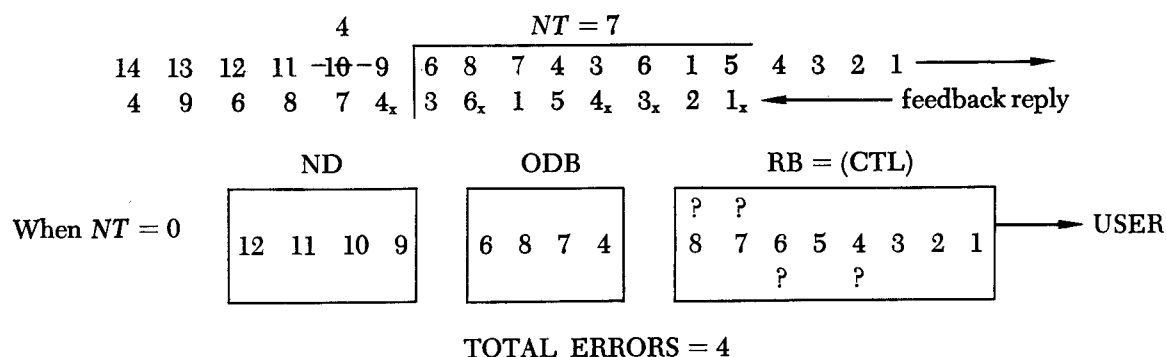 4 NT = 7
14 13 12 11 10 9 6 8 7 4 3 6 1 5 4 3 2 1
4 9 6 8 7 4x 3 6x 1 5 4x 3x 2 1x feedback reply
ND ODB RB = (CTL)
? ?
When NT = 0 12 11 10 9 6 8 7 4 8 7 6 5 4 3 2 1 USER
? ?
TOTAL ERRORS = 4